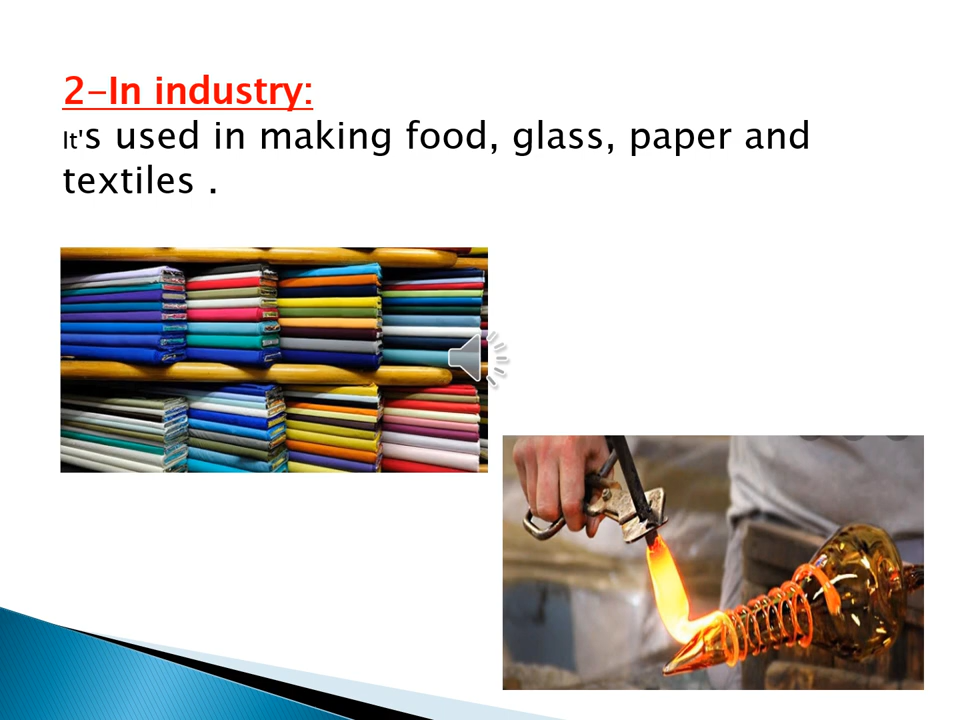 2-In industry:
It's used in making food, glass, paper and
textiles .